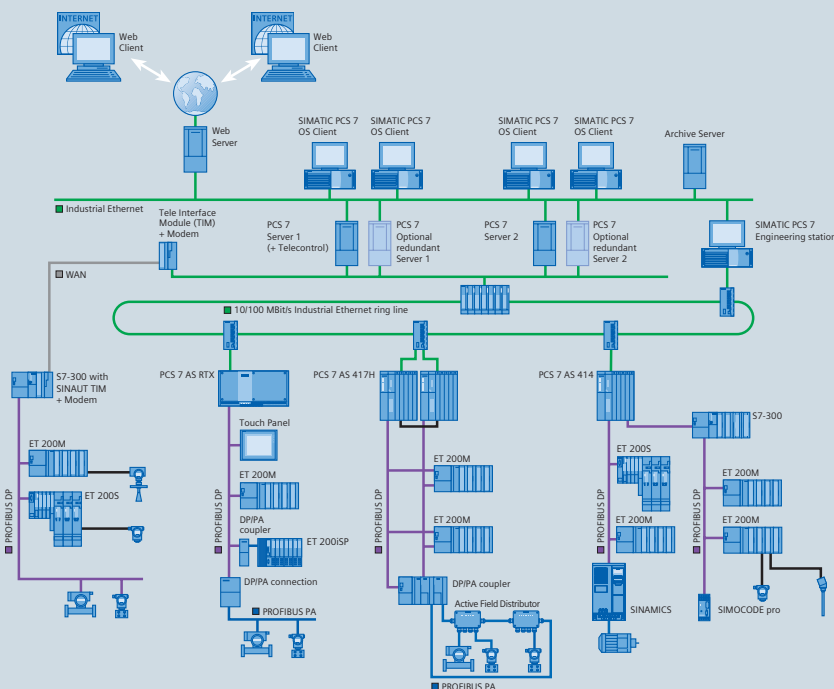 INTERNET
INTERNET
Web
Client
Web
Client
Web
Server
SIMATIC PCS 7
OS Client
SIMATIC PCS 7
OS Client
SIMATIC PCS 7
OS Client
SIMATIC PCS 7
OS Client
Archive Server
Industrial Ethernet
Tele Interface
Module (TIM)
+ Modem
PCS 7
Server 1
(+ Telecontrol)
PCS 7
Optional
redundant
Server 1
PCS 7
Server 2
PCS 7
Optional
redundant
Server 2
SIMATIC PCS 7
Engineering station
WAN
10/100 MBit/s Industrial Ethernet ring line
S7-300 with
SINAUT TIM
+ Modem
PCS 7 AS RTX
PCS 7 AS 417H
PCS 7 AS 414
S7-300
Touch Panel
ET 200M
ET 200S
PROFIBUS DP
ET 200M
DP/PA
coupler
ET 200iSP
PROFIBUS DP
DP/PA connection
PROFIBUS PA
ET 200M
ET 200M
PROFIBUS DP
DP/PA coupler
Active Field Distributor
PROFIBUS PA
ET 200S
ET 200M
PROFIBUS DP
SINAMICS
ET 200M
ET 200M
PROFIBUS DP
SIMOCODE pro